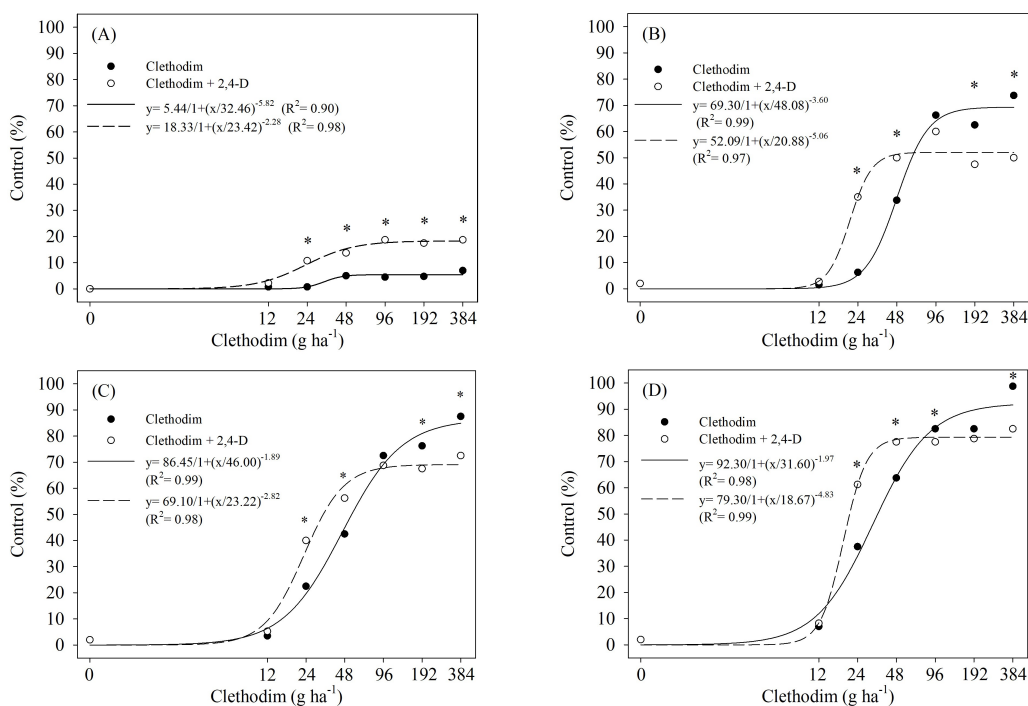 (A)
Clethodim
Clethodim + 2,4-D
y= 5.44/1+(x/32.46)^-5.82 (R^2= 0.90)
y= 18.33/1+(x/23.42)^-2.28 (R^2= 0.98)
Control (%)
100
90
80
70
60
50
40
30
20
10
0
* * * * *
0 12 24 48 96 192 384
Clethodim (g ha^-1)
(B)
Clethodim
Clethodim + 2,4-D
y= 69.30/1+(x/48.08)^-3.60
(R^2= 0.99)
y= 52.09/1+(x/20.88)^-5.06
(R^2= 0.97)
Control (%)
100
90
80
70
60
50
40
30
20
10
0
* * * *
0 12 24 48 96 192 384
Clethodim (g ha^-1)
(C)
Clethodim
Clethodim + 2,4-D
y= 86.45/1+(x/46.00)^-1.89
(R^2= 0.99)
y= 69.10/1+(x/23.22)^-2.82
(R^2= 0.98)
Control (%)
100
90
80
70
60
50
40
30
20
10
0
* * * *
0 12 24 48 96 192 384
Clethodim (g ha^-1)
(D)
Clethodim
Clethodim + 2,4-D
y= 92.30/1+(x/31.60)^-1.97
(R^2= 0.98)
y= 79.30/1+(x/18.67)^-4.83
(R^2= 0.99)
Control (%)
100
90
80
70
60
50
40
30
20
10
0
* * * *
0 12 24 48 96 192 384
Clethodim (g ha^-1)